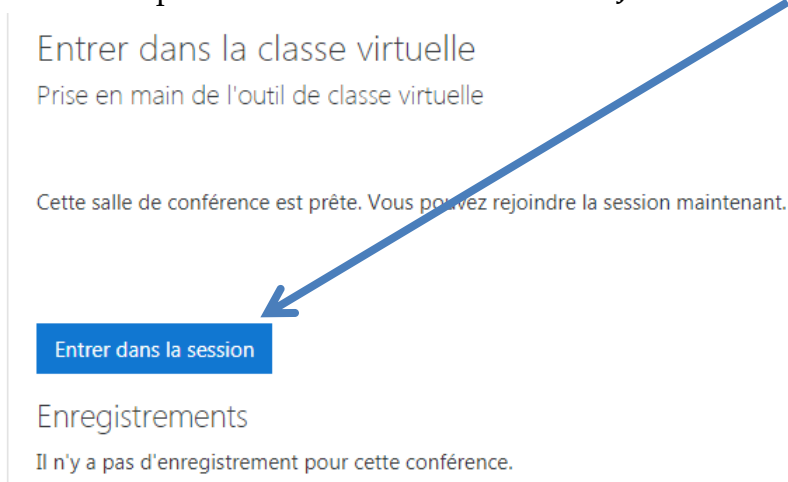 Entrer dans la classe virtuelle
Prise en main de l'outil de classe virtuelle
Cette salle de conférence est prête. Vous pouvez rejoindre la session maintenant.
Entrer dans la session
Enregistrements
Il n'y a pas d'enregistrement pour cette conférence.